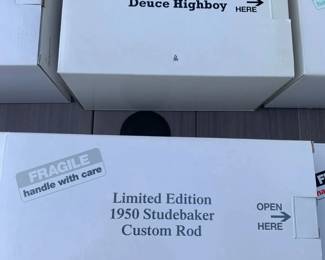 Deuce Highboy
HERE
FRAGILE
handle with care
Limited Edition
1950 Studebaker
Custom Rod
OPEN
HERE